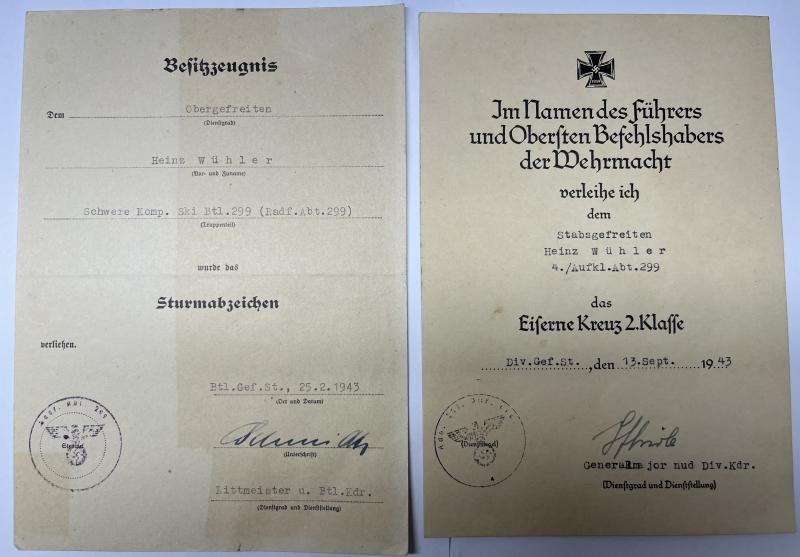 Besitzzeugnis
Dem Obergefreiten
(Dienstgrad)
Heinz W ü h l e r
(Vor- und Zuname)
Schwere Komp. Ski Btl.299 (Radf.Abt.299)
(Truppenteil)
wurde das
Sturmabzeichen
verliehen.
Btl.Gef.St., 25.2.1943
(Ort und Datum)
(Unterschrift)
Rittmeister u. Btl.Kdr.
(Dienstgrad und Dienststellung)
299
Im Namen des Führers
und Obersten Befehlshabers
der Wehrmacht
verleihe ich
dem
Stabsgefreiten
Heinz W ü h l e r
4./Aufkl.Abt.299
das
Eiserne Kreuz 2.Klasse
Div.Gef.St. ,den 13.Sept. 1943
(Dienstsiegel)
Generalmajor nud Div.Kdr.
(Dienstgrad und Dienststellung)